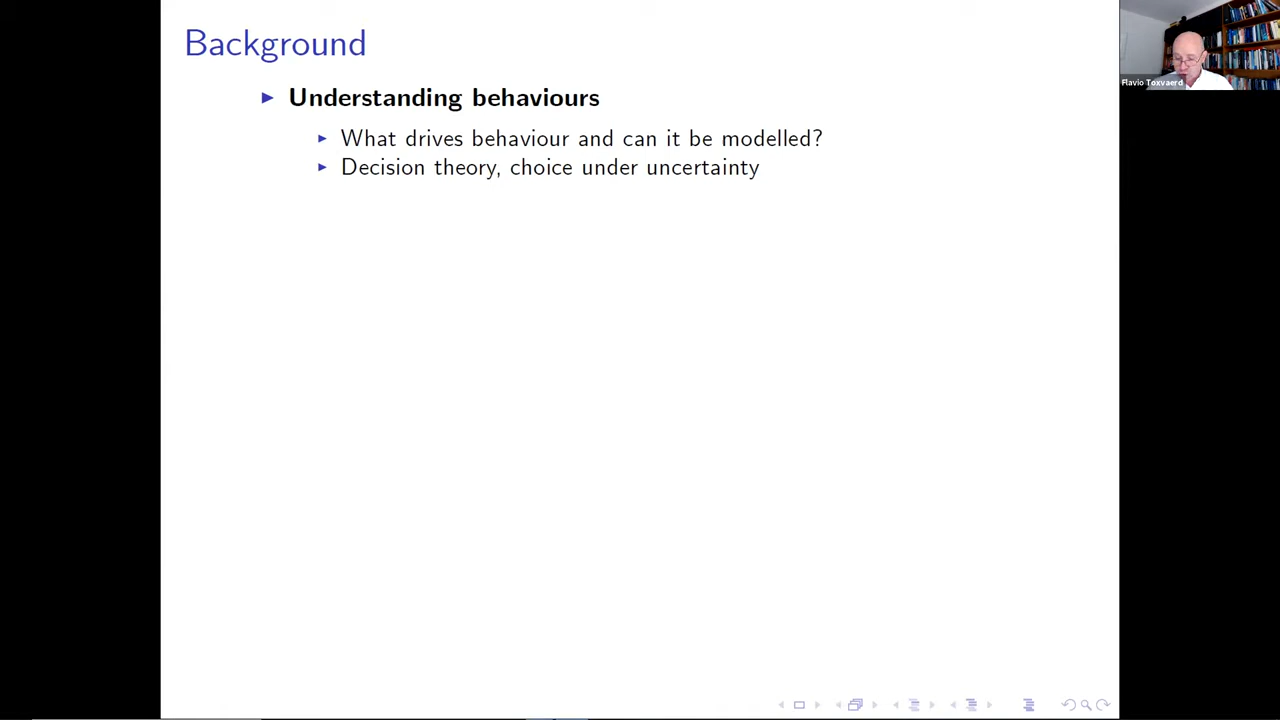 Background
Understanding behaviours
What drives behaviour and can it be modelled?
Decision theory, choice under uncertainty
Flavio Toxvaerd